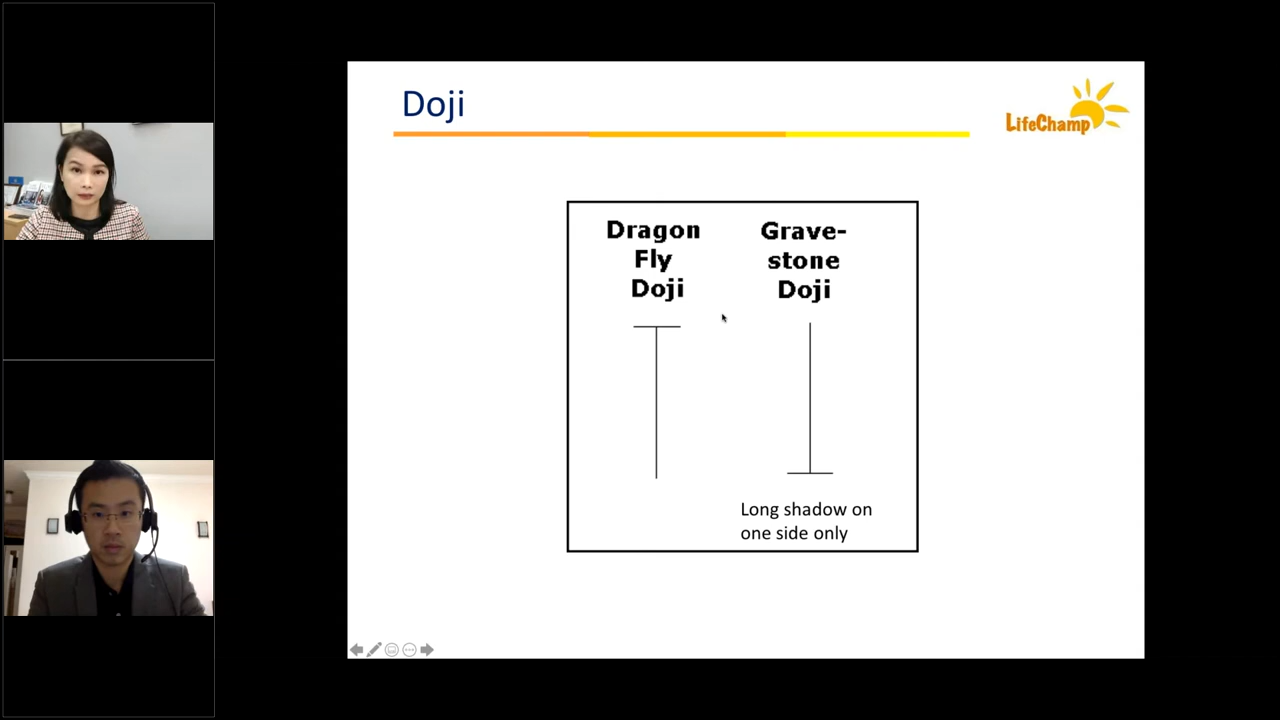 Doji
LifeChamp
Dragon
Fly
Doji
Grave-
stone
Doji
Long shadow on
one side only